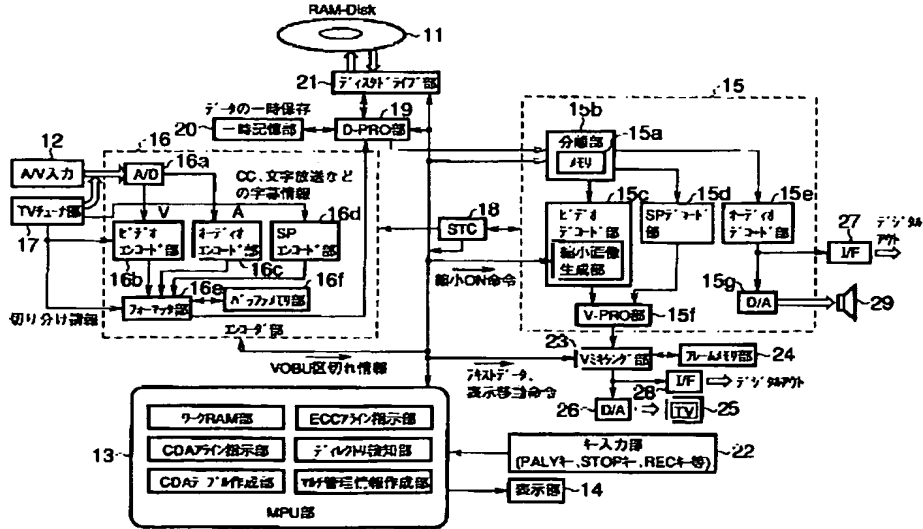 RAM-Disk
11
21
ディスクドライブ部
データの一時保存
19
20
一時記憶部
D-PRO部
12
16
16a
A/V入力
A/D
CC、文字放送など
の字幕情報
TVチューナ部
17
V
A
16d
ビデオ
エンコード部
オーディオ
エンコード部
SP
エンコード部
16b
16c
16e
16f
フォーマッタ部
バッファメモリ部
切り分け情報
エンコーダ部
18
STC
15
15b
分離部
15a
メモリ
15c
15d
15e
ビデオ
デコード部
縮小画像
生成部
SPデコード
部
オーディオ
デコード部
27
デジタル
アウト
I/F
縮小ON命令
15g
D/A
29
V-PRO部
15f
23
Vミキシング部
フレームメモリ部
24
VOBU区切れ情報
テキストデータ、
表示移動命令
I/F
デジタルアウト
28
26
D/A
TV
25
13
ワークRAM部
ECCアライン指示部
CDAアライン指示部
ディレクトリ検知部
CDAテーブル作成部
マルチ管理情報作成部
MPU部
キー入力部
(PALYキー、STOPキー、RECキー等)
22
表示部
14